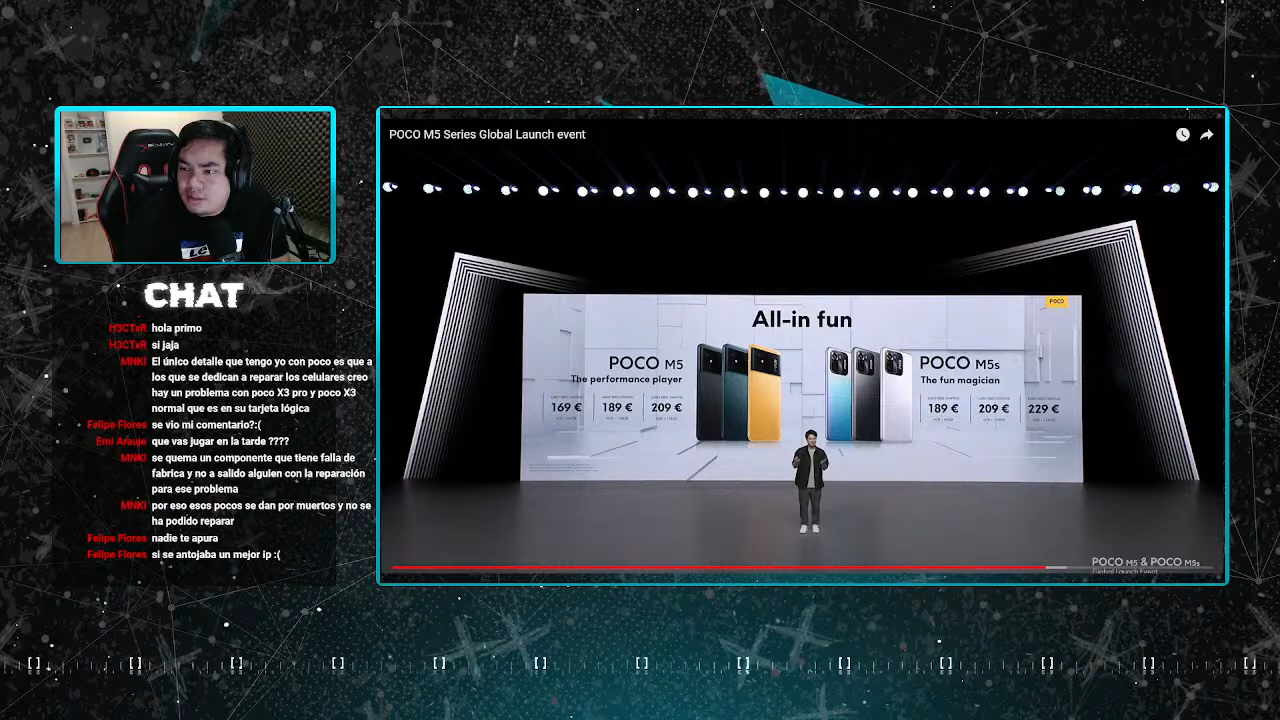 POCO M5 Series Global Launch event
POCO
All-in fun
POCO M5
The performance player
169 €
189 €
209 €
POCO M5s
The fun magician
189 €
209 €
229 €
POCO M5 & POCO M5s
Global Launch Event
CHAT
H3CTxR hola primo
H3CTxR si jaja
MNKI El único detalle que tengo yo con poco es que a
los que se dedican a reparar los celulares creo
hay un problema con poco X3 pro y poco X3
normal que es en su tarjeta lógica
Felipe Flores se vio mi comentario?:(
Emi Araujo que vas jugar en la tarde ????
MNKI se quema un componente que tiene falla de
fabrica y no a salido alguien con la reparación
para ese problema
MNKI por eso esos pocos se dan por muertos y no se
ha podido reparar
Felipe Flores nadie te apura
Felipe Flores si se antojaba un mejor ip :(